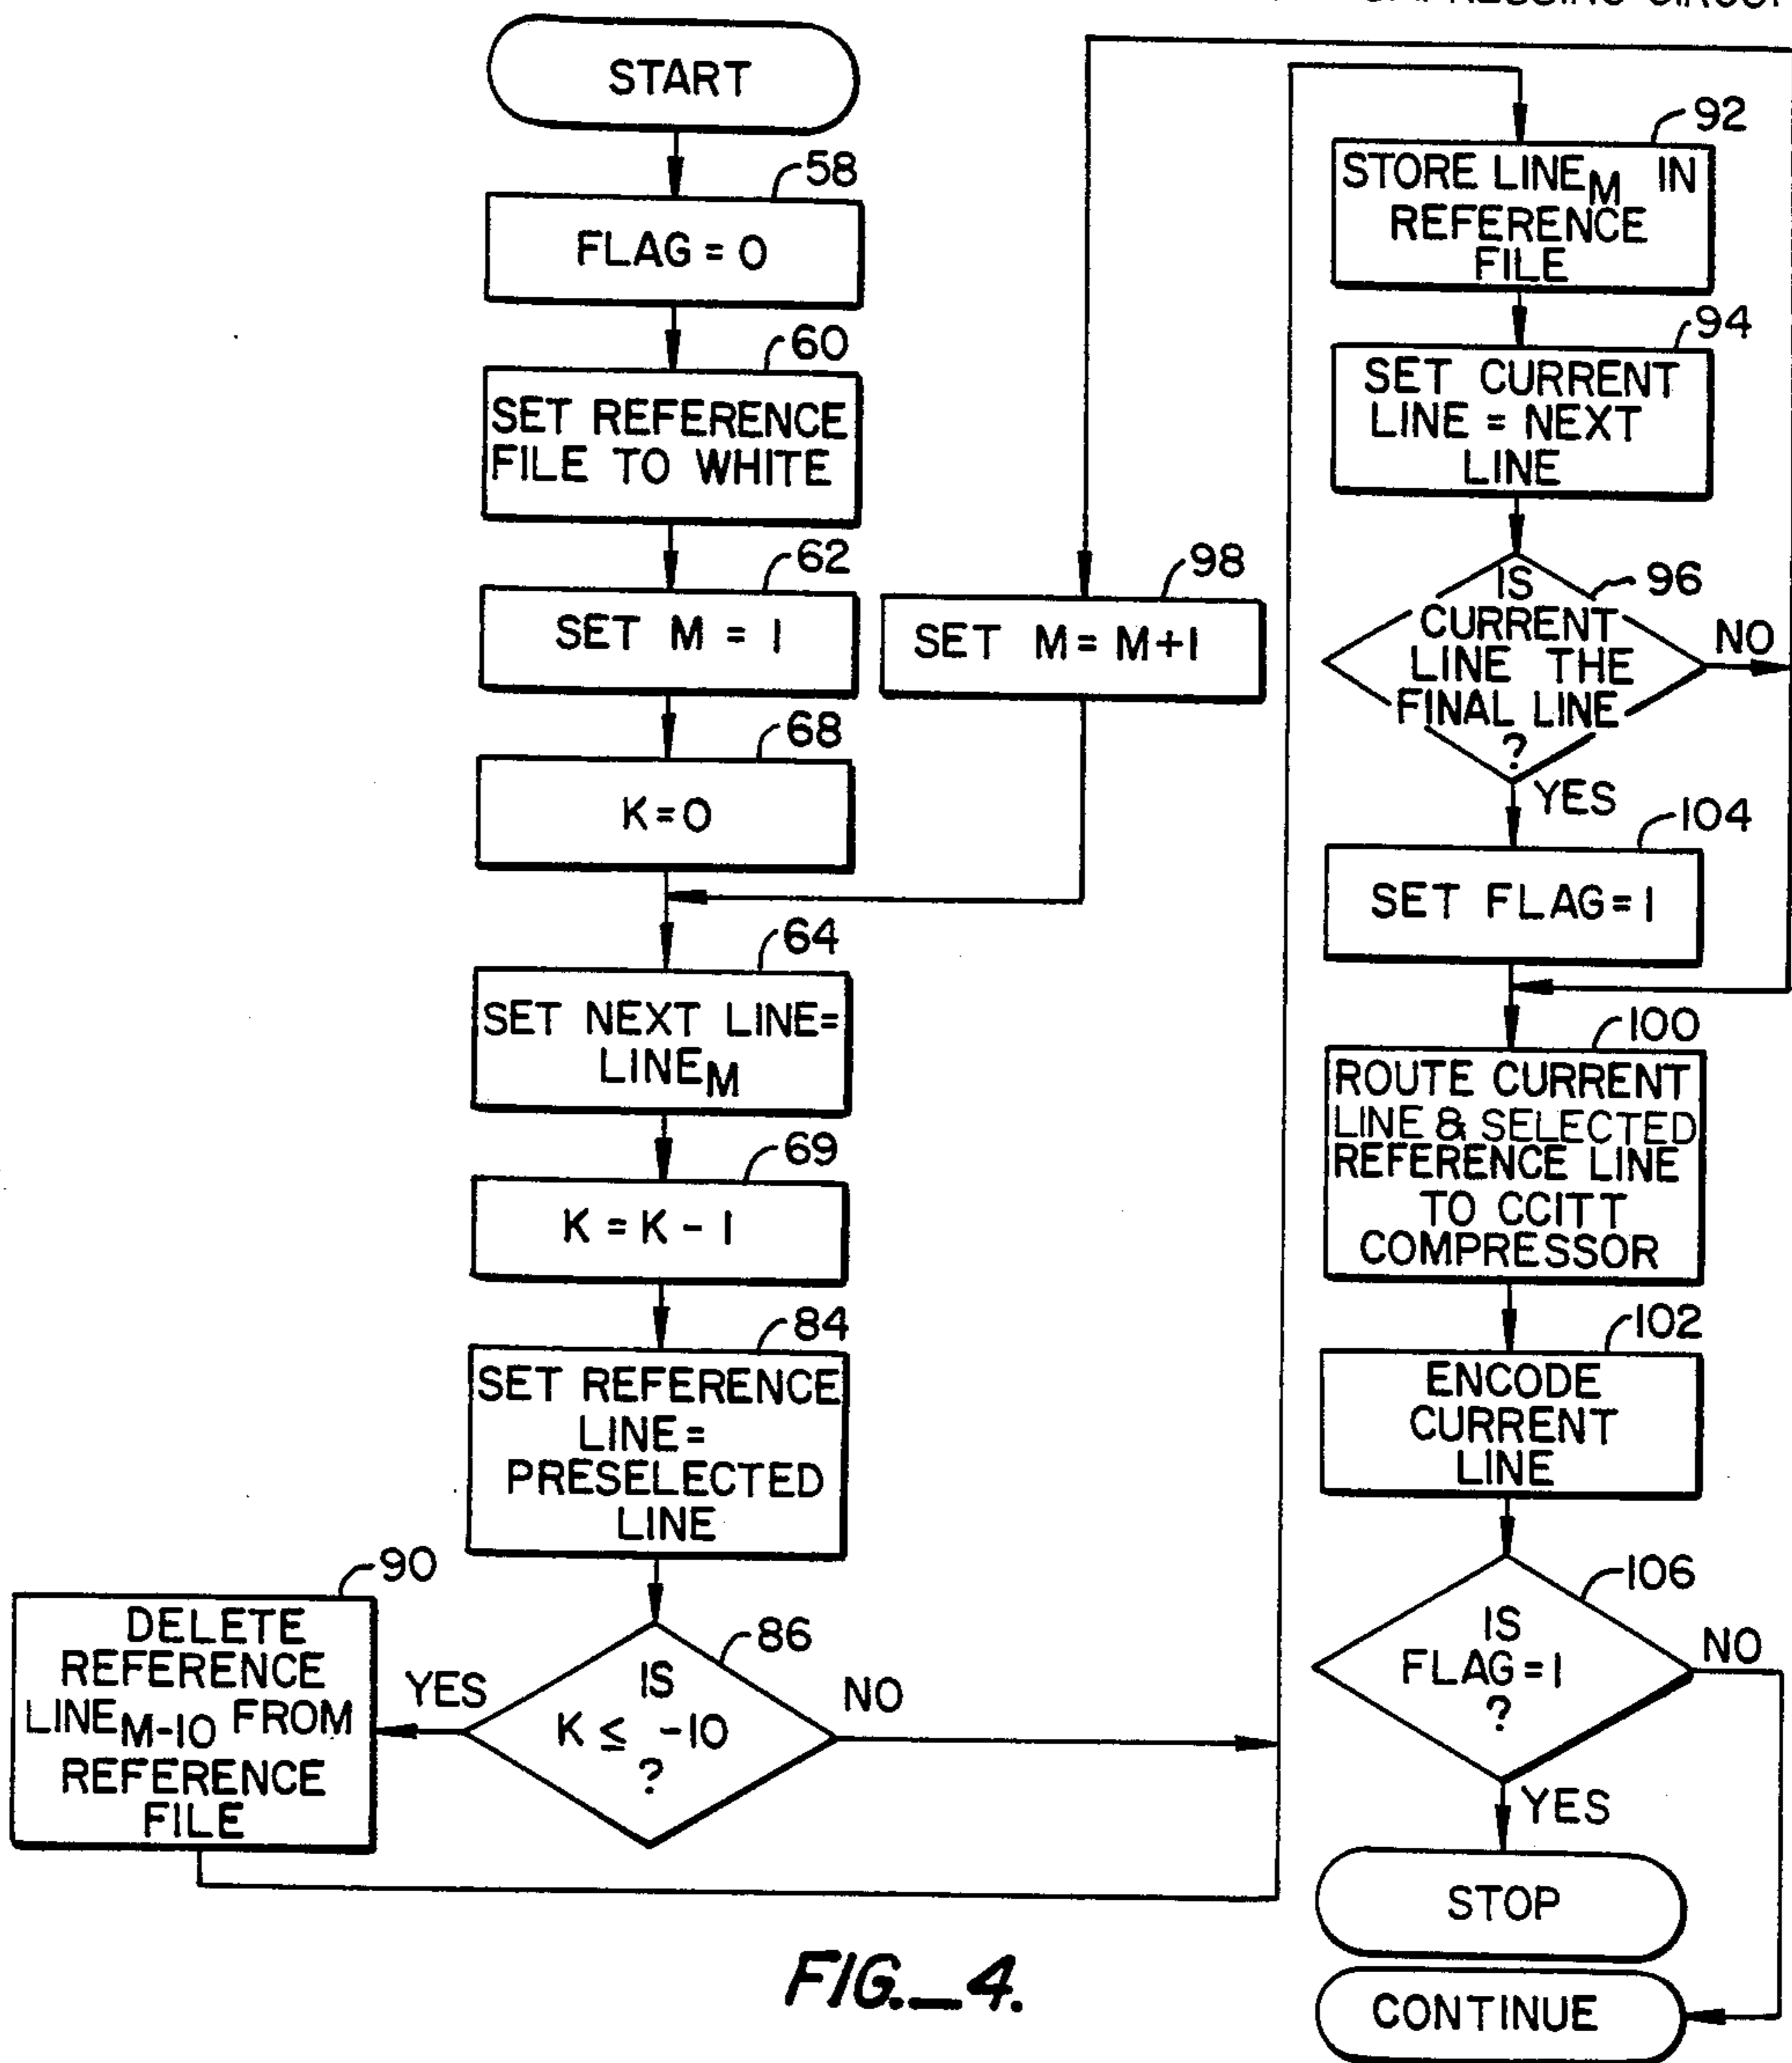 START
58
FLAG = 0
60
SET REFERENCE
FILE TO WHITE
62
SET M = 1
68
K = 0
98
SET M = M+1
64
SET NEXT LINE=
LINEM
69
K = K - 1
84
SET REFERENCE
LINE=
PRESELECTED
LINE
86
IS
K ≤ -10
?
YES
NO
90
DELETE
REFERENCE
LINEM-10 FROM
REFERENCE
FILE
92
STORE LINEM IN
REFERENCE
FILE
94
SET CURRENT
LINE = NEXT
LINE
96
IS
CURRENT
LINE THE
FINAL LINE
?
NO
YES
104
SET FLAG=1
100
ROUTE CURRENT
LINE & SELECTED
REFERENCE LINE
TO CCITT
COMPRESSOR
102
ENCODE
CURRENT
LINE
106
IS
FLAG=1
?
NO
YES
STOP
CONTINUE
FIG._4.